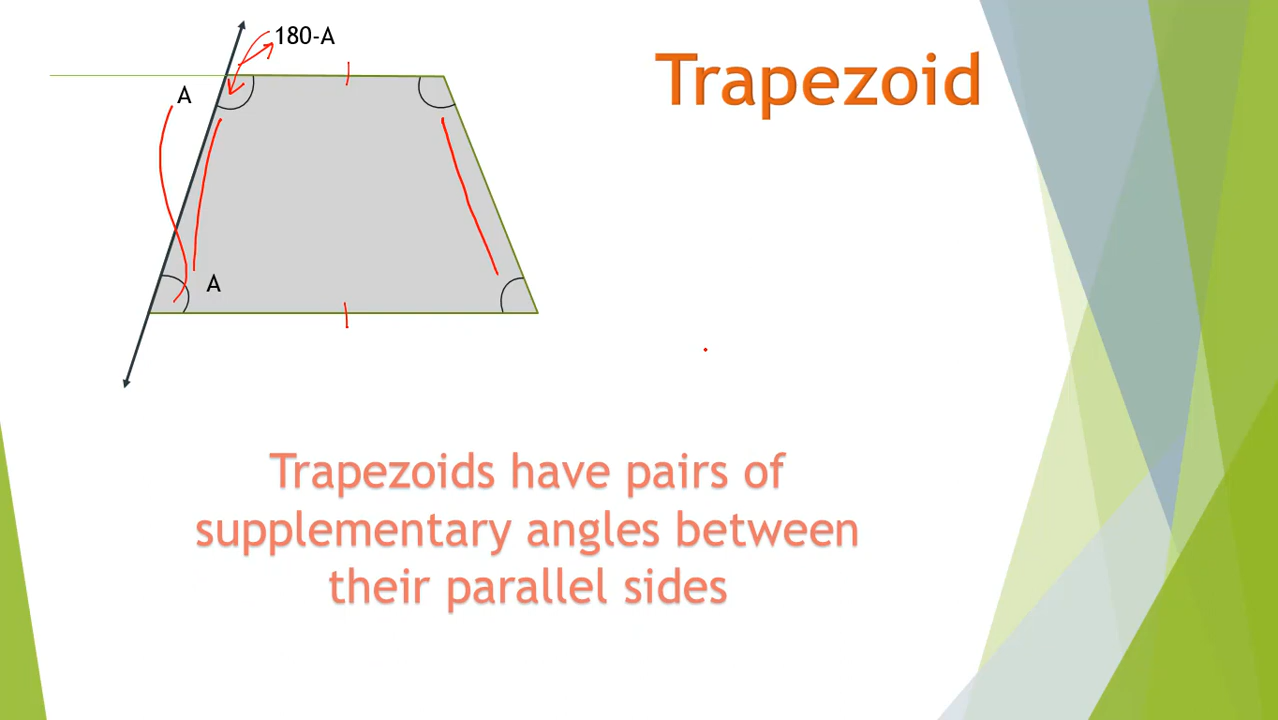 180-A
Trapezoid
A
A
Trapezoids have pairs of
supplementary angles between
their parallel sides